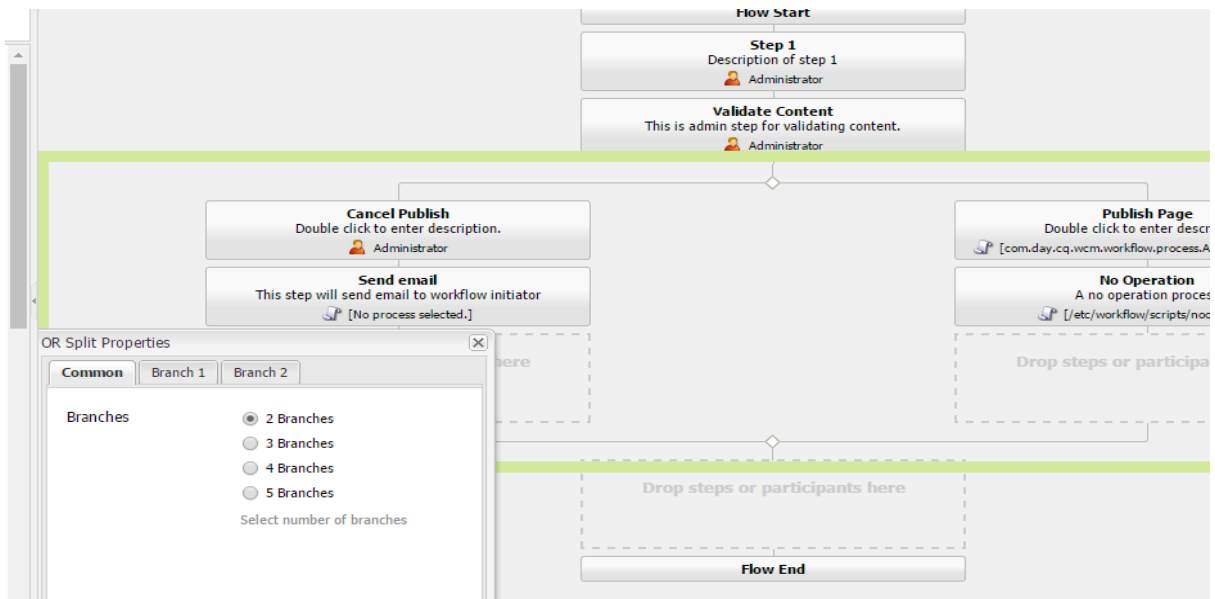 Flow Start
Step 1
Description of step 1
Administrator
Validate Content
This is admin step for validating content.
Administrator
Cancel Publish
Double click to enter description.
Administrator
Publish Page
Double click to enter descr
[com.day.cq.wcm.workflow.process.A
Send email
This step will send email to workflow initiator
[No process selected.]
No Operation
A no operation proces
[/etc/workflow/scripts/noo
here
Drop steps or participa
OR Split Properties
Common Branch 1 Branch 2
Branches
2 Branches
3 Branches
4 Branches
5 Branches
Select number of branches
Drop steps or participants here
Flow End